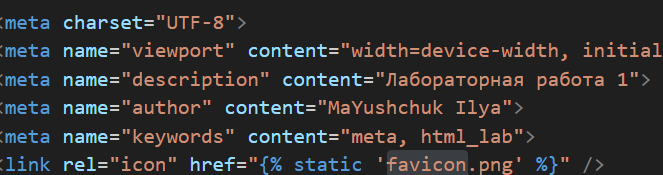 <meta charset="UTF-8">
<meta name="viewport" content="width=device-width, initial
<meta name="description" content="Лабораторная работа 1">
<meta name="author" content="MaYushchuk Ilya">
<meta name="keywords" content="meta, html_lab">
<link rel="icon" href="{% static 'favicon.png' %}" />